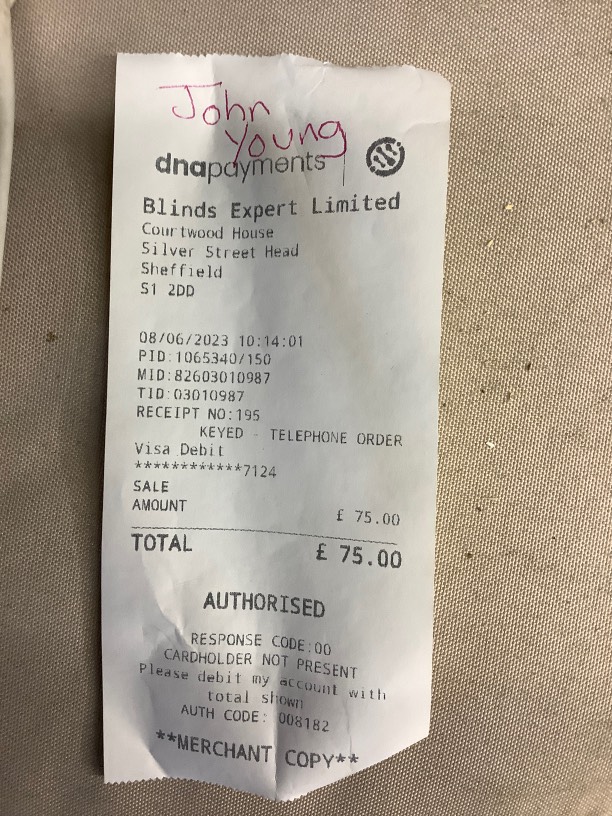 John
Young
dnapayments
Blinds Expert Limited
Courtwood House
Silver Street Head
Sheffield
S1 2DD
08/06/2023 10:14:01
PID:1065340/150
MID:82603010987
TID:03010987
RECEIPT NO:195
KEYED - TELEPHONE ORDER
Visa Debit
************7124
SALE
AMOUNT £ 75.00
TOTAL £ 75.00
AUTHORISED
RESPONSE CODE:00
CARDHOLDER NOT PRESENT
Please debit my account with
total shown
AUTH CODE: 008182
**MERCHANT COPY**